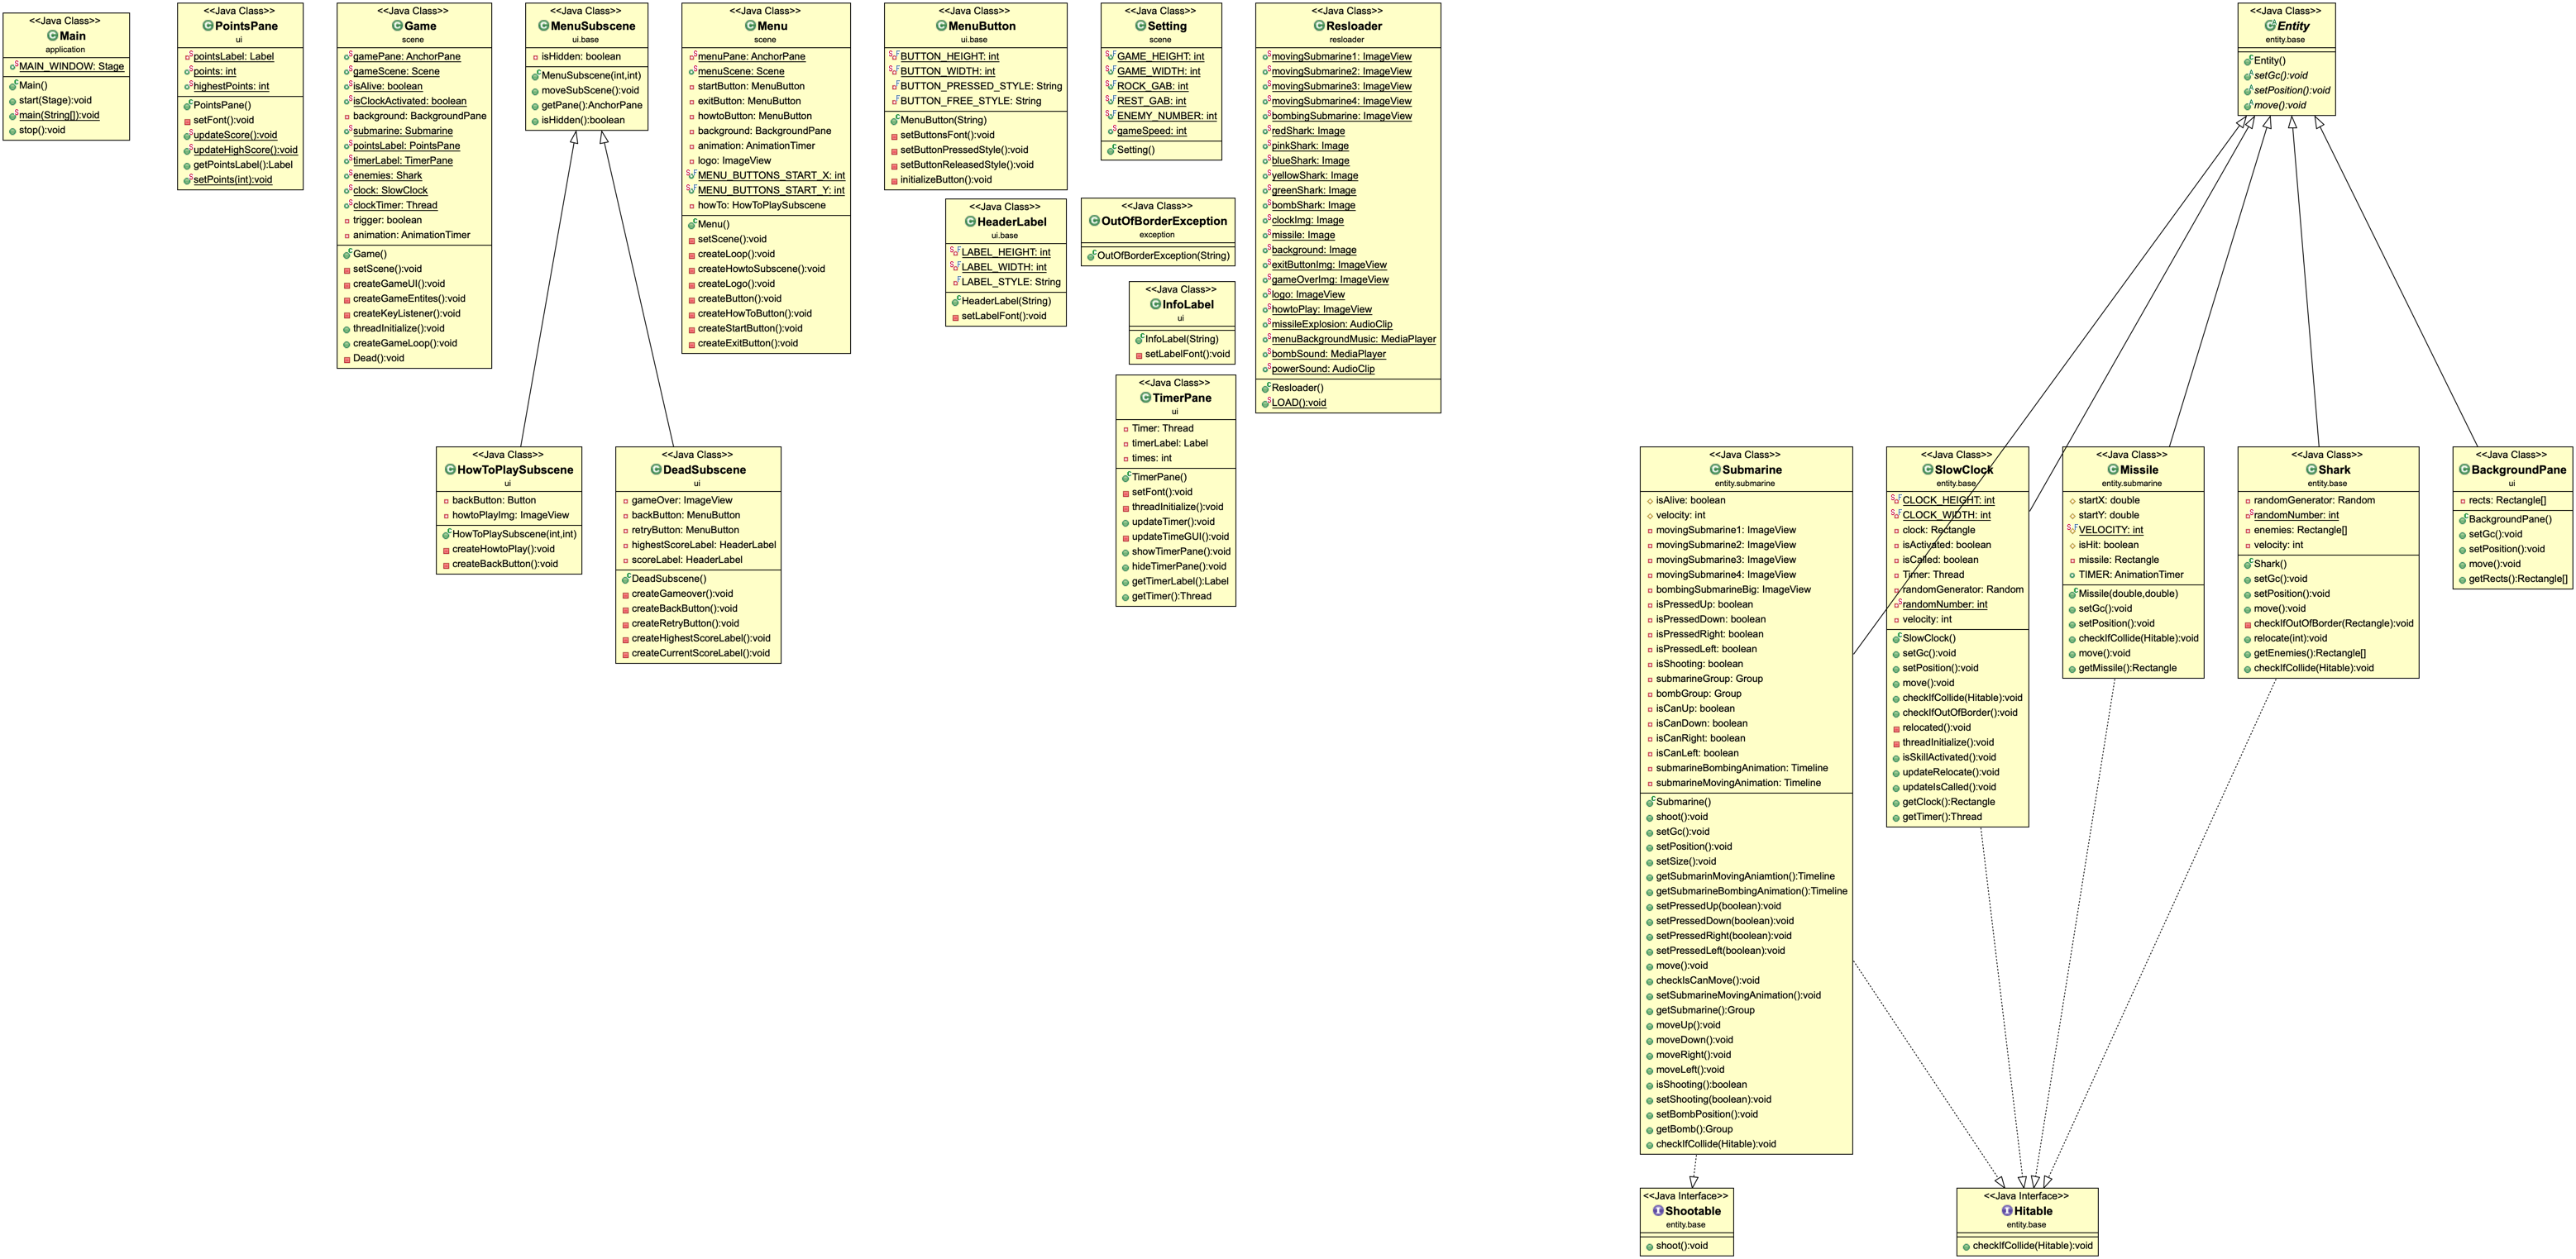 <<Java Class>>
Main
application
MAIN_WINDOW: Stage
Main()
start(Stage):void
main(String[]):void
stop():void
<<Java Class>>
PointsPane
ui
pointsLabel: Label
points: int
highestPoints: int
PointsPane()
setFont():void
updateScore():void
updateHighScore():void
getPointsLabel():Label
setPoints(int):void
<<Java Class>>
Game
scene
gamePane: AnchorPane
gameScene: Scene
isAlive: boolean
isClockActivated: boolean
background: BackgroundPane
submarine: Submarine
pointsLabel: PointsPane
timerLabel: TimerPane
enemies: Shark
clock: SlowClock
clockTimer: Thread
trigger: boolean
animation: AnimationTimer
Game()
setScene():void
createGameUI():void
createGameEntites():void
createKeyListener():void
threadInitialize():void
createGameLoop():void
Dead():void
<<Java Class>>
MenuSubscene
ui.base
isHidden: boolean
MenuSubscene(int,int)
moveSubScene():void
getPane():AnchorPane
isHidden():boolean
<<Java Class>>
Menu
scene
menuPane: AnchorPane
menuScene: Scene
startButton: MenuButton
exitButton: MenuButton
howtoButton: MenuButton
background: BackgroundPane
animation: AnimationTimer
logo: ImageView
MENU_BUTTONS_START_X: int
MENU_BUTTONS_START_Y: int
howTo: HowToPlaySubscene
Menu()
setScene():void
createLoop():void
createHowtoSubscene():void
createLogo():void
createButton():void
createHowToButton():void
createStartButton():void
createExitButton():void
<<Java Class>>
MenuButton
ui.base
BUTTON_HEIGHT: int
BUTTON_WIDTH: int
BUTTON_PRESSED_STYLE: String
BUTTON_FREE_STYLE: String
MenuButton(String)
setButtonsFont():void
setButtonPressedStyle():void
setButtonReleasedStyle():void
initializeButton():void
<<Java Class>>
Setting
scene
GAME_HEIGHT: int
GAME_WIDTH: int
ROCK_GAB: int
REST_GAB: int
ENEMY_NUMBER: int
gameSpeed: int
Setting()
<<Java Class>>
Resloader
resloader
movingSubmarine1: ImageView
movingSubmarine2: ImageView
movingSubmarine3: ImageView
movingSubmarine4: ImageView
bombingSubmarine: ImageView
redShark: Image
pinkShark: Image
blueShark: Image
yellowShark: Image
greenShark: Image
bombShark: Image
clockImg: Image
missile: Image
background: Image
exitButtonImg: ImageView
gameOverImg: ImageView
logo: ImageView
howtoPlay: ImageView
missileExplosion: AudioClip
menuBackgroundMusic: MediaPlayer
bombSound: MediaPlayer
powerSound: AudioClip
Resloader()
LOAD():void
<<Java Class>>
Entity
entity.base
Entity()
setGc():void
setPosition():void
move():void
<<Java Class>>
HeaderLabel
ui.base
LABEL_HEIGHT: int
LABEL_WIDTH: int
LABEL_STYLE: String
HeaderLabel(String)
setLabelFont():void
<<Java Class>>
OutOfBorderException
exception
OutOfBorderException(String)
<<Java Class>>
InfoLabel
ui
InfoLabel(String)
setLabelFont():void
<<Java Class>>
TimerPane
ui
Timer: Thread
timerLabel: Label
times: int
TimerPane()
setFont():void
threadInitialize():void
updateTimer():void
updateTimeGUI():void
showTimerPane():void
hideTimerPane():void
getTimerLabel():Label
getTimer():Thread
<<Java Class>>
HowToPlaySubscene
ui
backButton: Button
howtoPlayImg: ImageView
HowToPlaySubscene(int,int)
createHowtoPlay():void
createBackButton():void
<<Java Class>>
DeadSubscene
ui
gameOver: ImageView
backButton: MenuButton
retryButton: MenuButton
highestScoreLabel: HeaderLabel
scoreLabel: HeaderLabel
DeadSubscene()
createGameover():void
createBackButton():void
createRetryButton():void
createHighestScoreLabel():void
createCurrentScoreLabel():void
<<Java Class>>
Submarine
entity.submarine
isAlive: boolean
velocity: int
movingSubmarine1: ImageView
movingSubmarine2: ImageView
movingSubmarine3: ImageView
movingSubmarine4: ImageView
bombingSubmarineBig: ImageView
isPressedUp: boolean
isPressedDown: boolean
isPressedRight: boolean
isPressedLeft: boolean
isShooting: boolean
submarineGroup: Group
bombGroup: Group
isCanUp: boolean
isCanDown: boolean
isCanRight: boolean
isCanLeft: boolean
submarineBombingAnimation: Timeline
submarineMovingAnimation: Timeline
Submarine()
shoot():void
setGc():void
setPosition():void
setSize():void
getSubmarinMovingAniamtion():Timeline
getSubmarineBombingAnimation():Timeline
setPressedUp(boolean):void
setPressedDown(boolean):void
setPressedRight(boolean):void
setPressedLeft(boolean):void
move():void
checkIsCanMove():void
setSubmarineMovingAnimation():void
getSubmarine():Group
moveUp():void
moveDown():void
moveRight():void
moveLeft():void
isShooting():boolean
setShooting(boolean):void
setBombPosition():void
getBomb():Group
checkIfCollide(Hitable):void
<<Java Class>>
SlowClock
entity.base
CLOCK_HEIGHT: int
CLOCK_WIDTH: int
clock: Rectangle
isActivated: boolean
isCalled: boolean
Timer: Thread
randomGenerator: Random
randomNumber: int
velocity: int
SlowClock()
setGc():void
setPosition():void
move():void
checkIfCollide(Hitable):void
checkIfOutOfBorder():void
relocated():void
threadInitialize():void
isSkillActivated():void
updateRelocate():void
updateIsCalled():void
getClock():Rectangle
getTimer():Thread
<<Java Class>>
Missile
entity.submarine
startX: double
startY: double
VELOCITY: int
isHit: boolean
missile: Rectangle
TIMER: AnimationTimer
Missile(double,double)
setGc():void
setPosition():void
checkIfCollide(Hitable):void
move():void
getMissile():Rectangle
<<Java Class>>
Shark
entity.base
randomGenerator: Random
randomNumber: int
enemies: Rectangle[]
velocity: int
Shark()
setGc():void
setPosition():void
move():void
checkIfOutOfBorder(Rectangle):void
relocate(int):void
getEnemies():Rectangle[]
checkIfCollide(Hitable):void
<<Java Class>>
BackgroundPane
ui
rects: Rectangle[]
BackgroundPane()
setGc():void
setPosition():void
move():void
getRects():Rectangle[]
<<Java Interface>>
Shootable
entity.base
shoot():void
<<Java Interface>>
Hitable
entity.base
checkIfCollide(Hitable):void